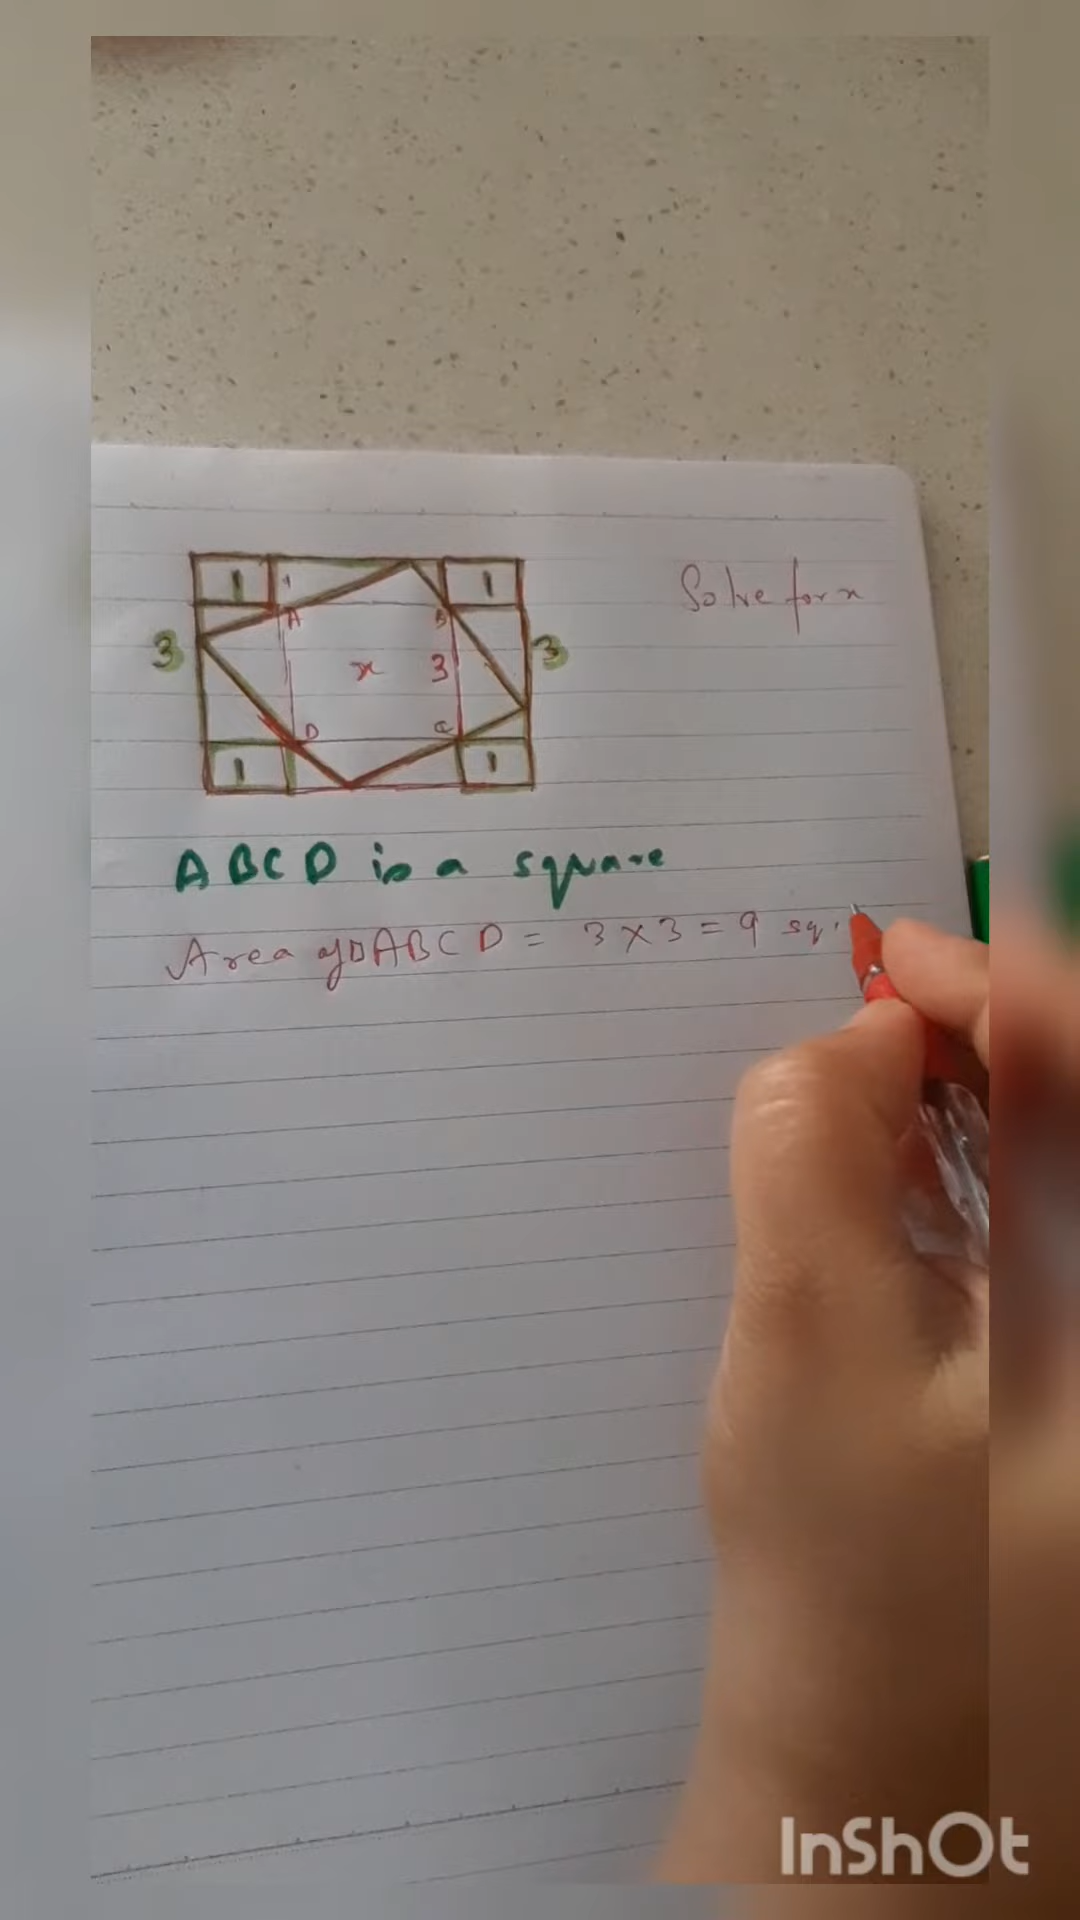 1 1 1
Solve for x
A B
3 x 3 3
D C
1 1
ABCD is a square
Area of □ABCD = 3 × 3 = 9 sq.
InShOt